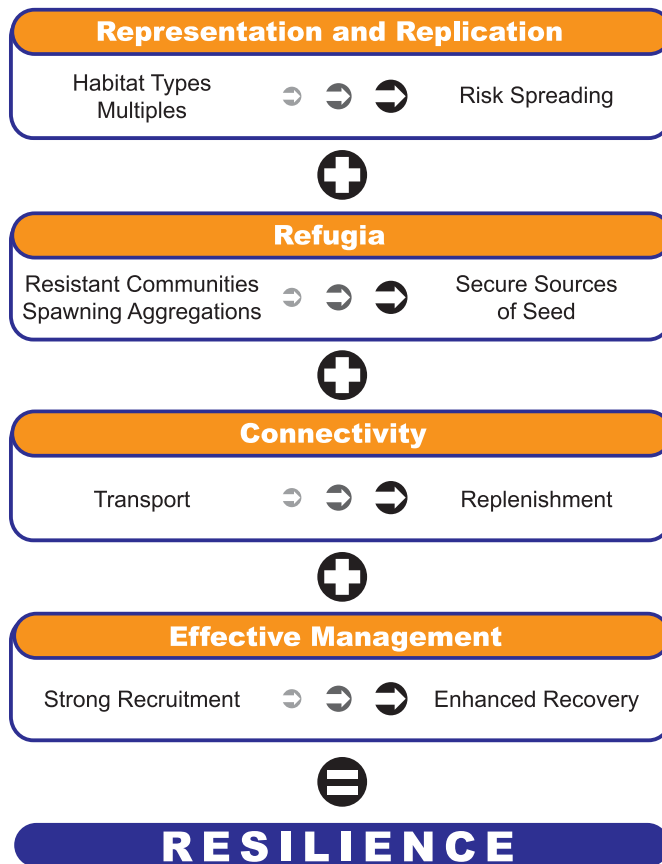 Representation and Replication
Habitat Types
Multiples
Risk Spreading
Refugia
Resistant Communities
Spawning Aggregations
Secure Sources
of Seed
Connectivity
Transport
Replenishment
Effective Management
Strong Recruitment
Enhanced Recovery
RESILIENCE